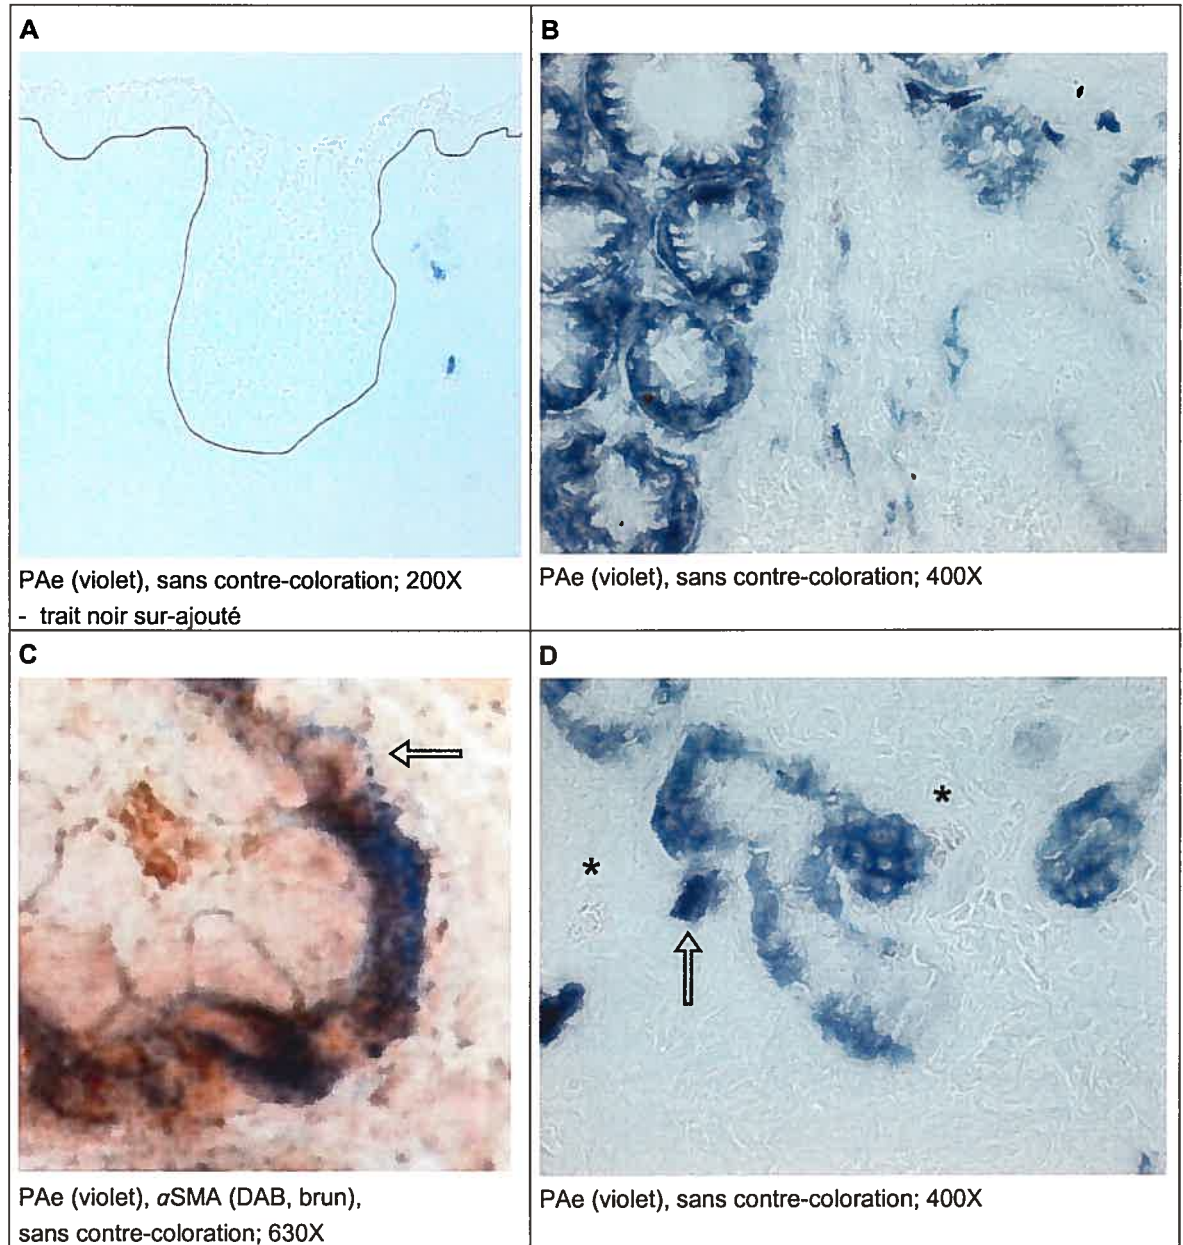 A
B
PAe (violet), sans contre-coloration; 200X
- trait noir sur-ajouté
PAe (violet), sans contre-coloration; 400X
C
D
*
*
PAe (violet), αSMA (DAB, brun),
sans contre-coloration; 630X
PAe (violet), sans contre-coloration; 400X